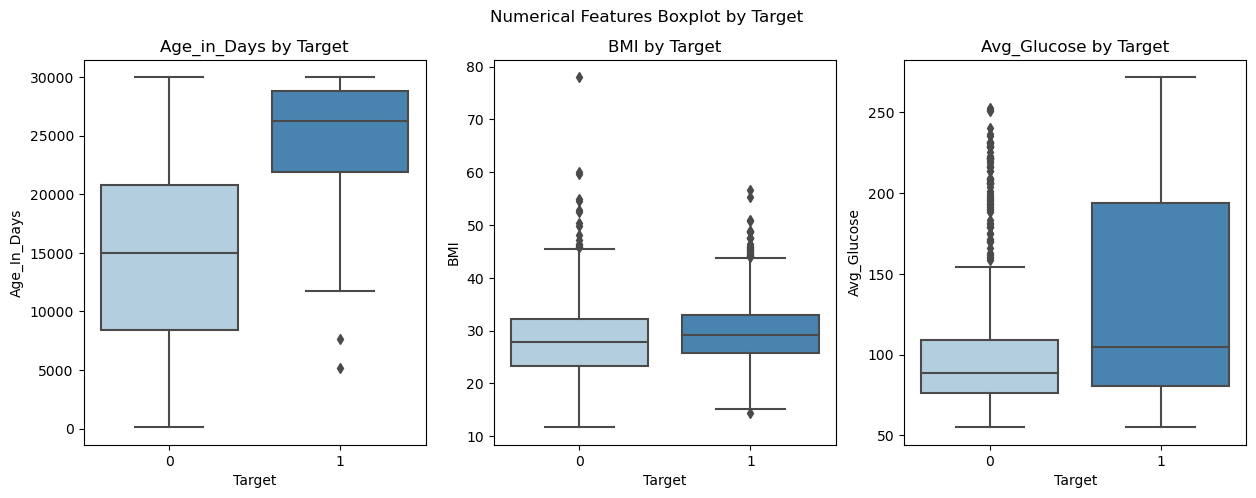 Numerical Features Boxplot by Target
Age_in_Days by Target
30000
25000
20000
15000
10000
5000
0
Age_in_Days
0 1
Target
BMI by Target
80
70
60
50
40
30
20
10
BMI
0 1
Target
Avg_Glucose by Target
250
200
150
100
50
Avg_Glucose
0 1
Target